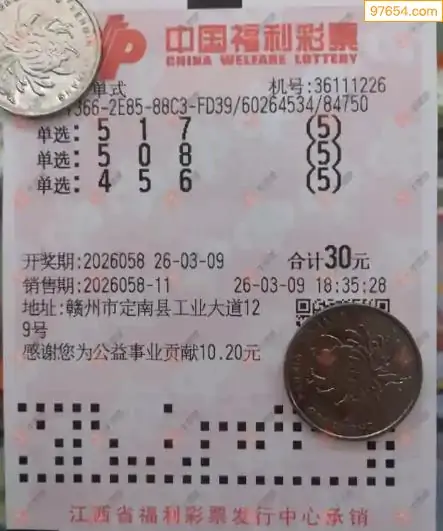 97654.com
中国福利彩票
CHINA WELFARE LOTTERY
单式 机号:36111226
366-2E85-88C3-FD39/60264534/84750
单选: 5 1 7 (5)
单选: 5 0 8 (5)
单选: 4 5 6 (5)
开奖期:2026058 26-03-09 合计30元
销售期:2026058-11 26-03-09 18:35:28
地址:赣州市定南县工业大道12
9号
感谢您为公益事业贡献10.20元
江西省福利彩票发行中心承销